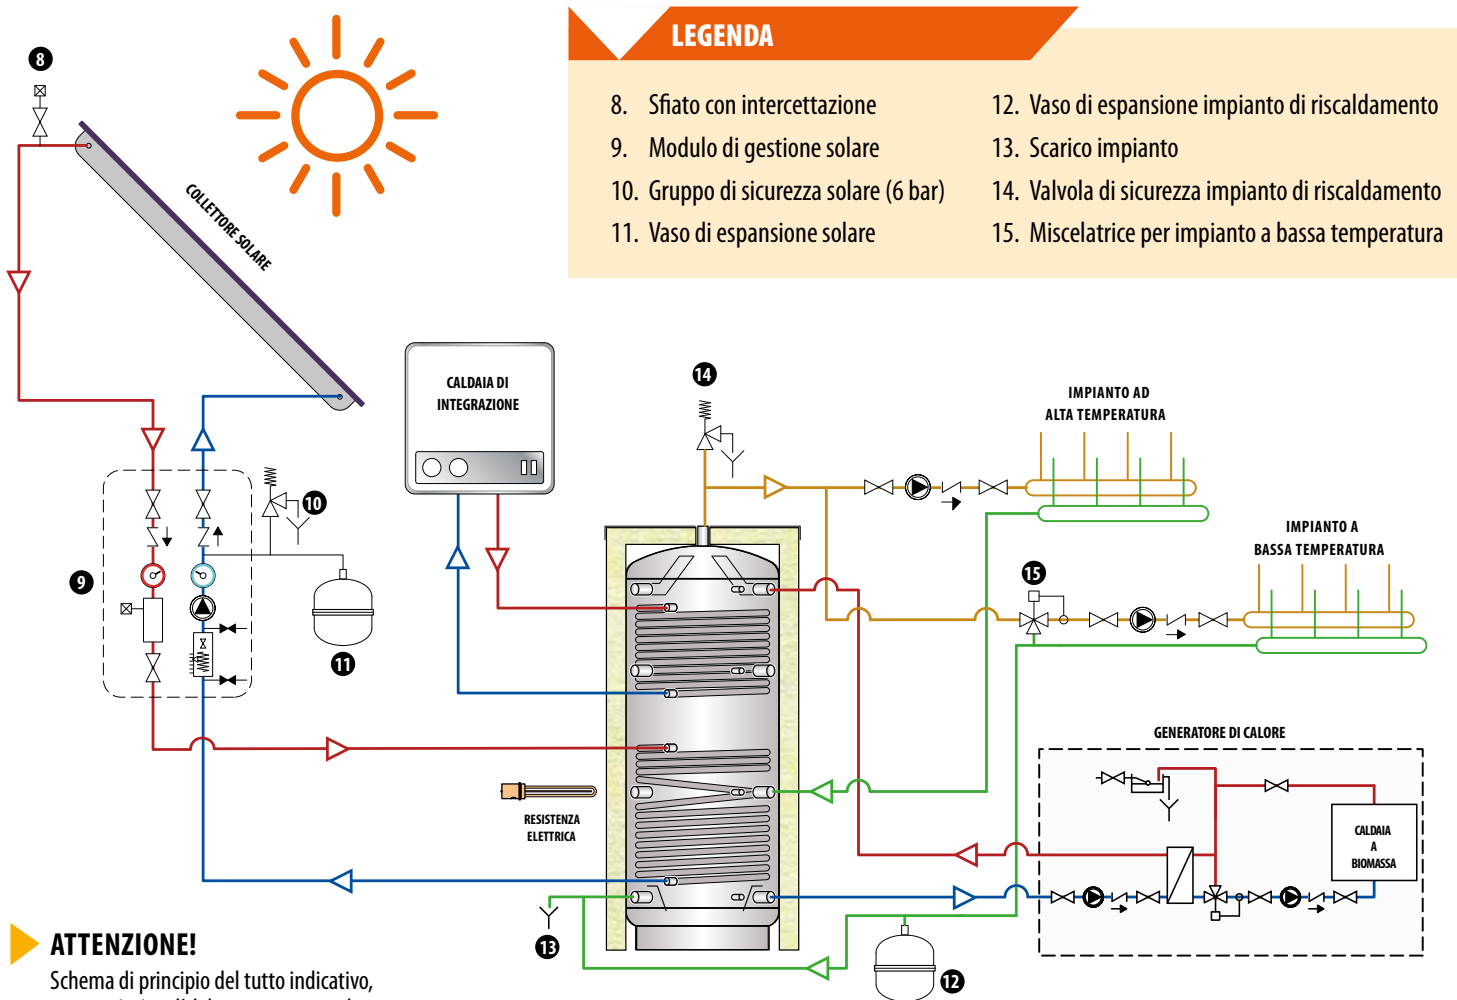 LEGENDA
8. Sfiato con intercettazione
9. Modulo di gestione solare
10. Gruppo di sicurezza solare (6 bar)
11. Vaso di espansione solare
12. Vaso di espansione impianto di riscaldamento
13. Scarico impianto
14. Valvola di sicurezza impianto di riscaldamento
15. Miscelatrice per impianto a bassa temperatura
8
COLLETTORE SOLARE
CALDAIA DI
INTEGRAZIONE
14
IMPIANTO AD
ALTA TEMPERATURA
10
IMPIANTO A
BASSA TEMPERATURA
9
15
11
GENERATORE DI CALORE
RESISTENZA
ELETTRICA
CALDAIA
A
BIOMASSA
13
12
ATTENZIONE!
Schema di principio del tutto indicativo,